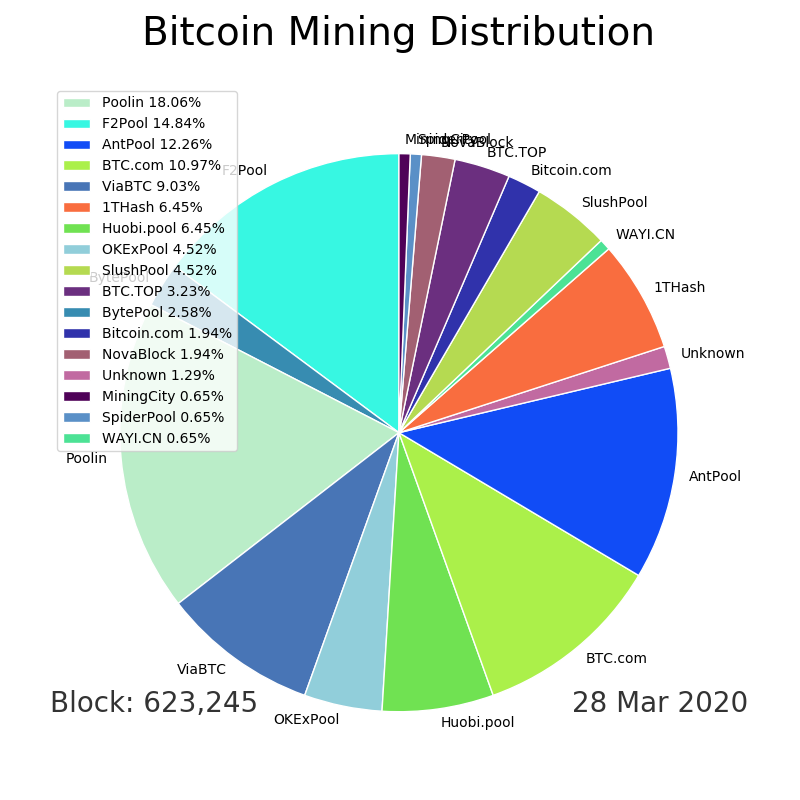 Bitcoin Mining Distribution
Poolin 18.06%
F2Pool 14.84%
AntPool 12.26%
BTC.com 10.97%
ViaBTC 9.03%
1THash 6.45%
Huobi.pool 6.45%
OKExPool 4.52%
SlushPool 4.52%
BTC.TOP 3.23%
BytePool 2.58%
Bitcoin.com 1.94%
NovaBlock 1.94%
Unknown 1.29%
MiningCity 0.65%
SpiderPool 0.65%
WAYI.CN 0.65%
MiningCity
SpiderPool
NovaBlock
BTC.TOP
Bitcoin.com
SlushPool
WAYI.CN
1THash
Unknown
AntPool
BTC.com
Huobi.pool
OKExPool
ViaBTC
Poolin
BytePool
F2Pool
Block: 623,245
28 Mar 2020